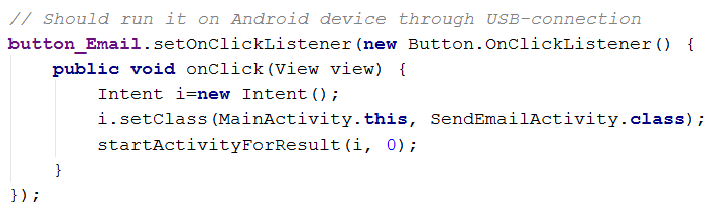 // Should run it on Android device through USB-connection
button_Email.setOnClickListener(new Button.OnClickListener() {
    public void onClick(View view) {
        Intent i=new Intent();
        i.setClass(MainActivity.this, SendEmailActivity.class);
        startActivityForResult(i, 0);
    }
});